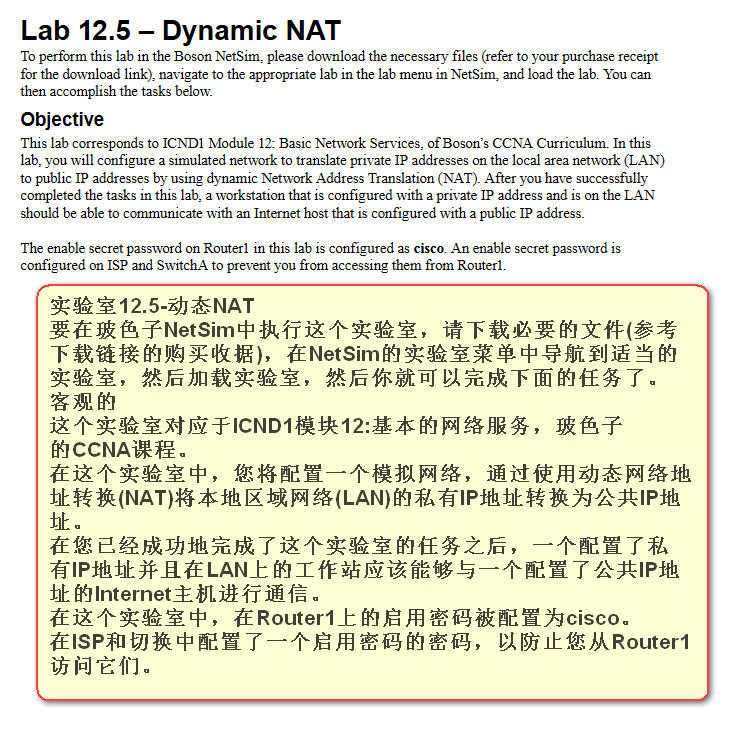 Lab 12.5 – Dynamic NAT
To perform this lab in the Boson NetSim, please download the necessary files (refer to your purchase receipt
for the download link), navigate to the appropriate lab in the lab menu in NetSim, and load the lab. You can
then accomplish the tasks below.
Objective
This lab corresponds to ICND1 Module 12: Basic Network Services, of Boson’s CCNA Curriculum. In this
lab, you will configure a simulated network to translate private IP addresses on the local area network (LAN)
to public IP addresses by using dynamic Network Address Translation (NAT). After you have successfully
completed the tasks in this lab, a workstation that is configured with a private IP address and is on the LAN
should be able to communicate with an Internet host that is configured with a public IP address.
The enable secret password on Router1 in this lab is configured as cisco. An enable secret password is
configured on ISP and SwitchA to prevent you from accessing them from Router1.
实验室12.5-动态NAT
要在玻色子NetSim中执行这个实验室，请下载必要的文件(参考
下载链接的购买收据)，在NetSim的实验室菜单中导航到适当的
实验室，然后加载实验室，然后你就可以完成下面的任务了。
客观的
这个实验室对应于ICND1模块12:基本的网络服务，玻色子
的CCNA课程。
在这个实验室中，您将配置一个模拟网络，通过使用动态网络地
址转换(NAT)将本地区域网络(LAN)的私有IP地址转换为公共IP地
址。
在您已经成功地完成了这个实验室的任务之后，一个配置了私
有IP地址并且在LAN上的工作站应该能够与一个配置了公共IP地
址的Internet主机进行通信。
在这个实验室中，在Router1上的启用密码被配置为cisco。
在ISP和切换中配置了一个启用密码的密码，以防止您从Router1
访问它们。